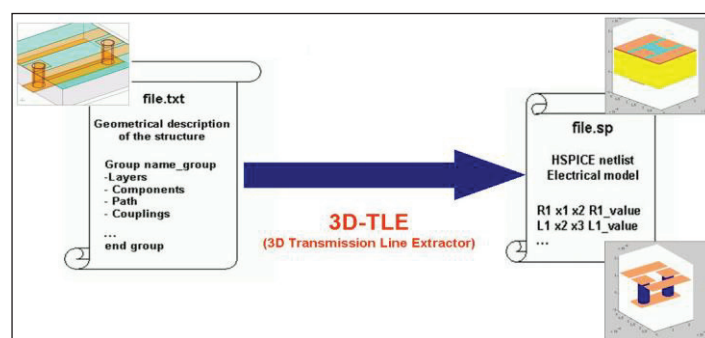 file.txt
Geometrical description
of the structure
Group name_group
-Layers
- Components
- Path
- Couplings
...
end group
3D-TLE
(3D Transmission Line Extractor)
file.sp
HSPICE netlist
Electrical model
R1 x1 x2 R1_value
L1 x2 x3 L1_value
...